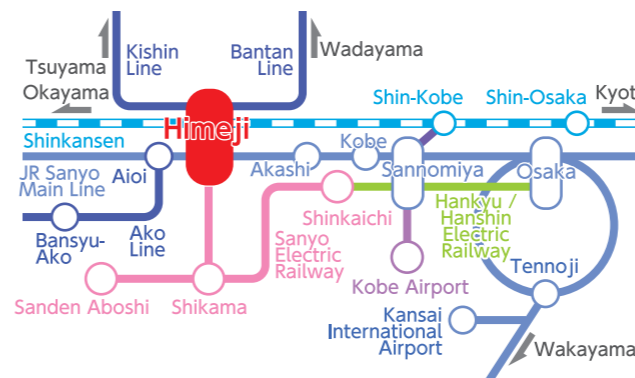 Kishin
Line
Bantan
Line
Wadayama
Tsuyama
Okayama
Shin-Kobe
Shin-Osaka
Kyot
Shinkansen
Himeji
Kobe
JR Sanyo
Main Line
Aioi
Akashi
Sannomiya
Osaka
Bansyu-
Ako
Ako
Line
Shinkaichi
Sanyo
Electric
Railway
Hankyu /
Hanshin
Electric
Railway
Kobe Airport
Tennoji
Sanden Aboshi
Shikama
Kansai
International
Airport
Wakayama